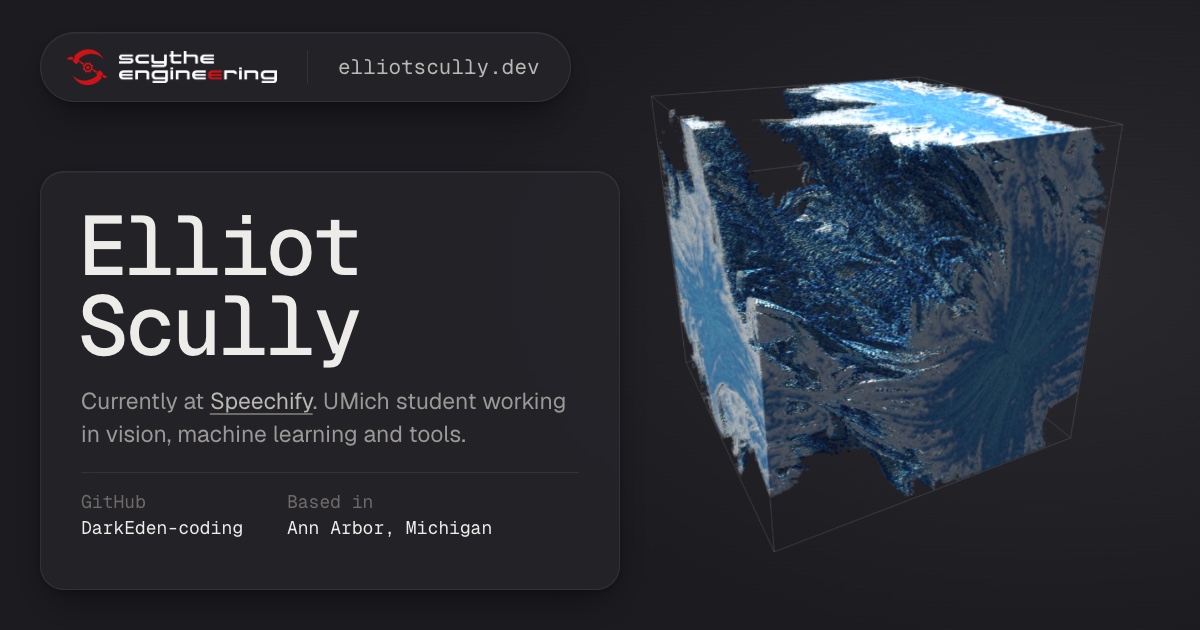 scythe
engineering
elliotscully.dev
Elliot
Scully
Currently at Speechify. UMich student working
in vision, machine learning and tools.
GitHub
DarkEden-coding
Based in
Ann Arbor, Michigan